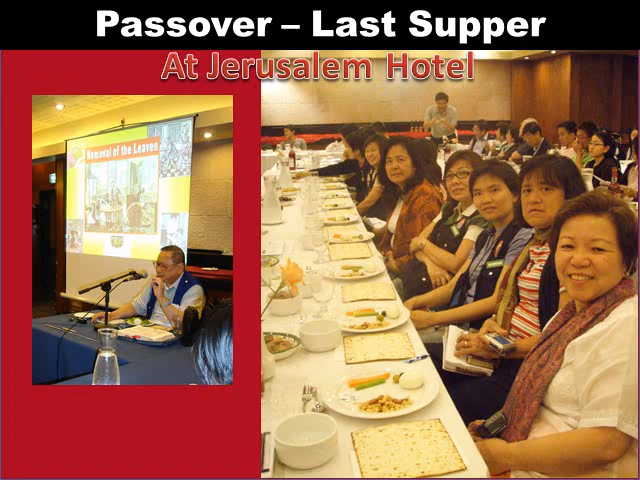 Passover – Last Supper
At Jerusalem Hotel
Removal of the Leaven